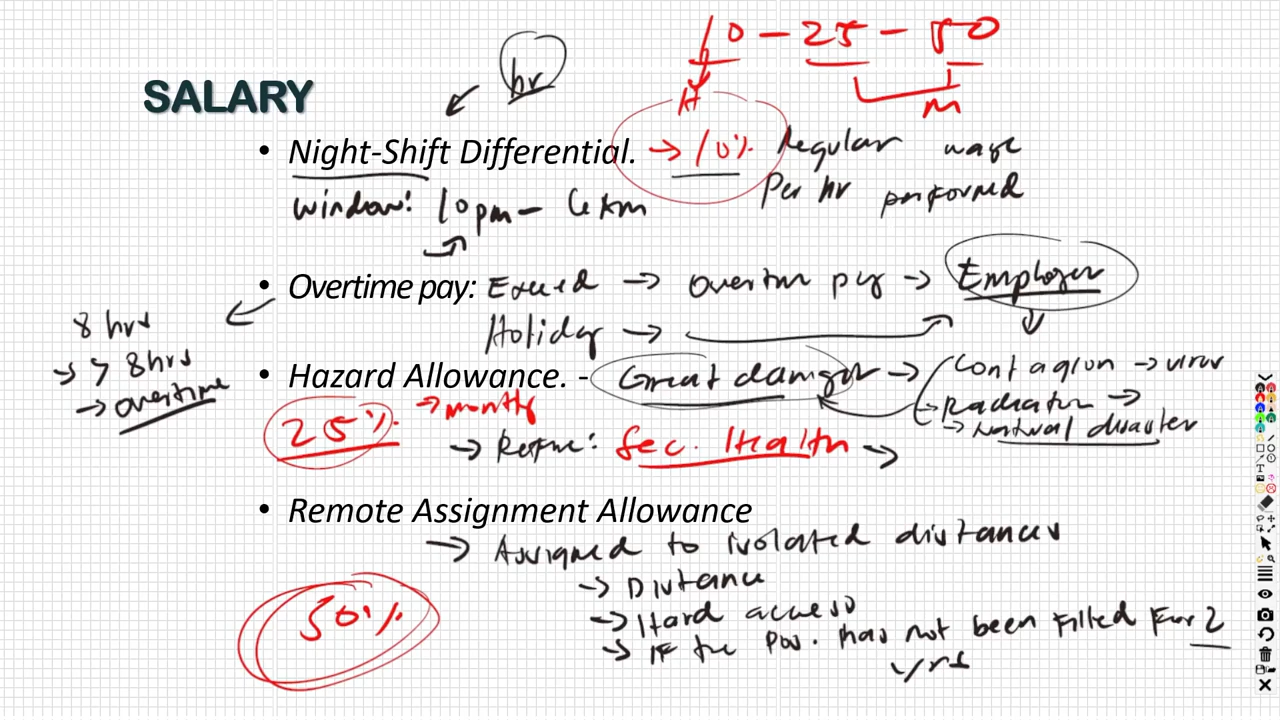 10 - 25 - 50
H
M
hr
SALARY
• Night-Shift Differential. → 10% Regular wage
Per hr performed
Window: 10pm - 6 Am
• Overtime pay: Exceed → overtime pay → Employer
Holiday →
8 hrs
→ > 8hrs
→ overtime
• Hazard Allowance. - Great danger → Contagion → virus
→ Radiation →
→ Natural disaster
25% → monthly
→ Sec. Health →
• Remote Assignment Allowance
→ Assigned to isolated distances
→ Distance
→ Hard access
→ IF the pos. has not been filled for 2
yrs
50%